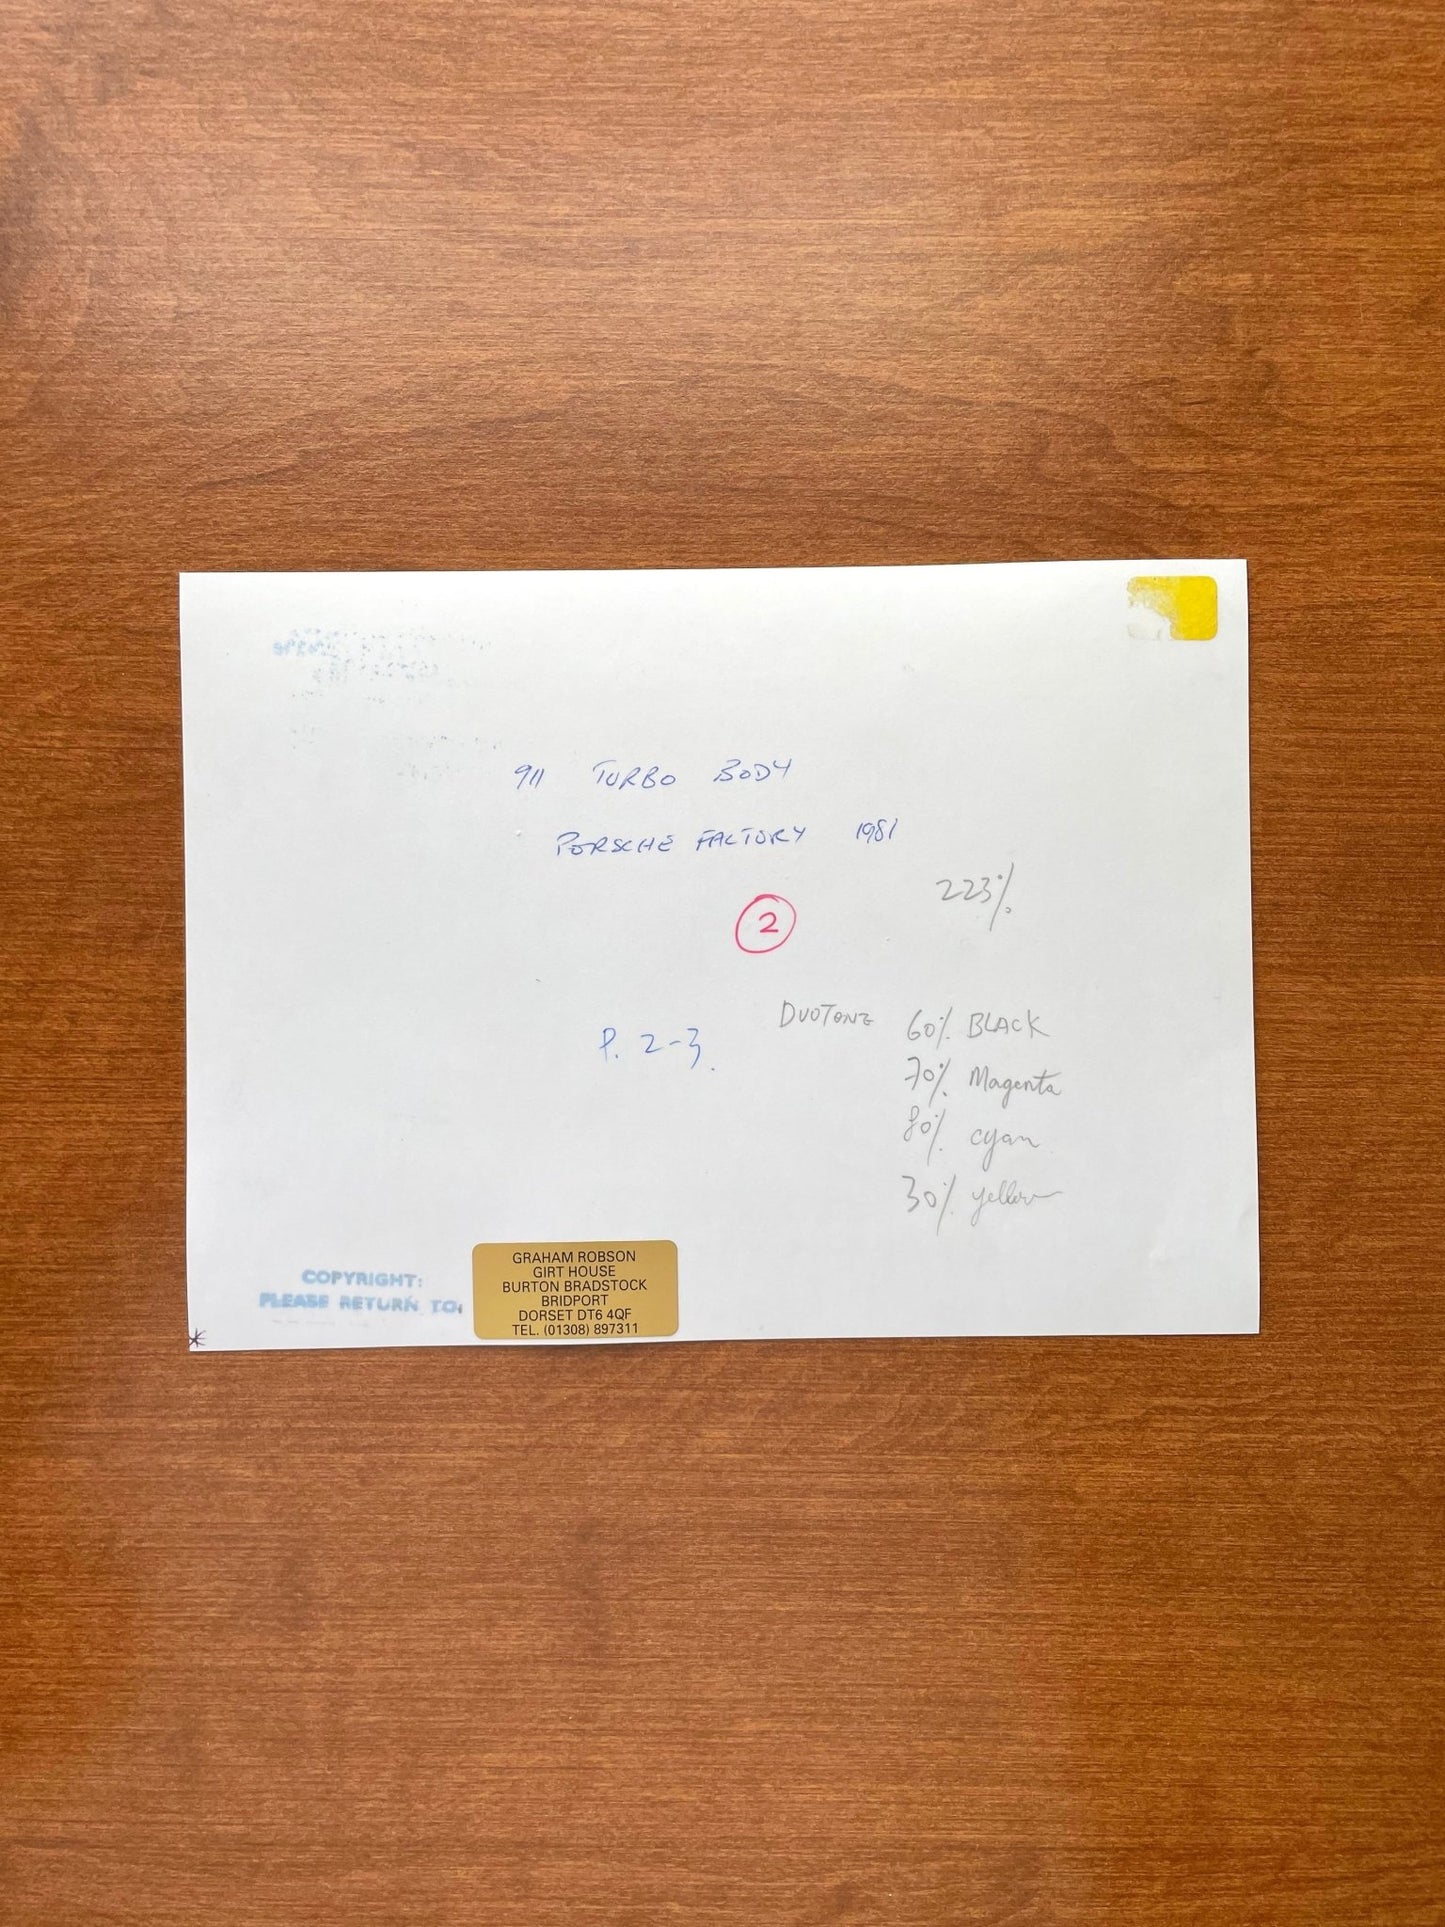 911 TURBO BODY
PORSCHE FACTORY 1981
223%
2
DUOTONE 60% BLACK
P. 2-3.
70% Magenta
80% cyan
30% yellow
COPYRIGHT:
PLEASE RETURN TO:
GRAHAM ROBSON
GIRT HOUSE
BURTON BRADSTOCK
BRIDPORT
DORSET DT6 4QF
TEL. (01308) 897311